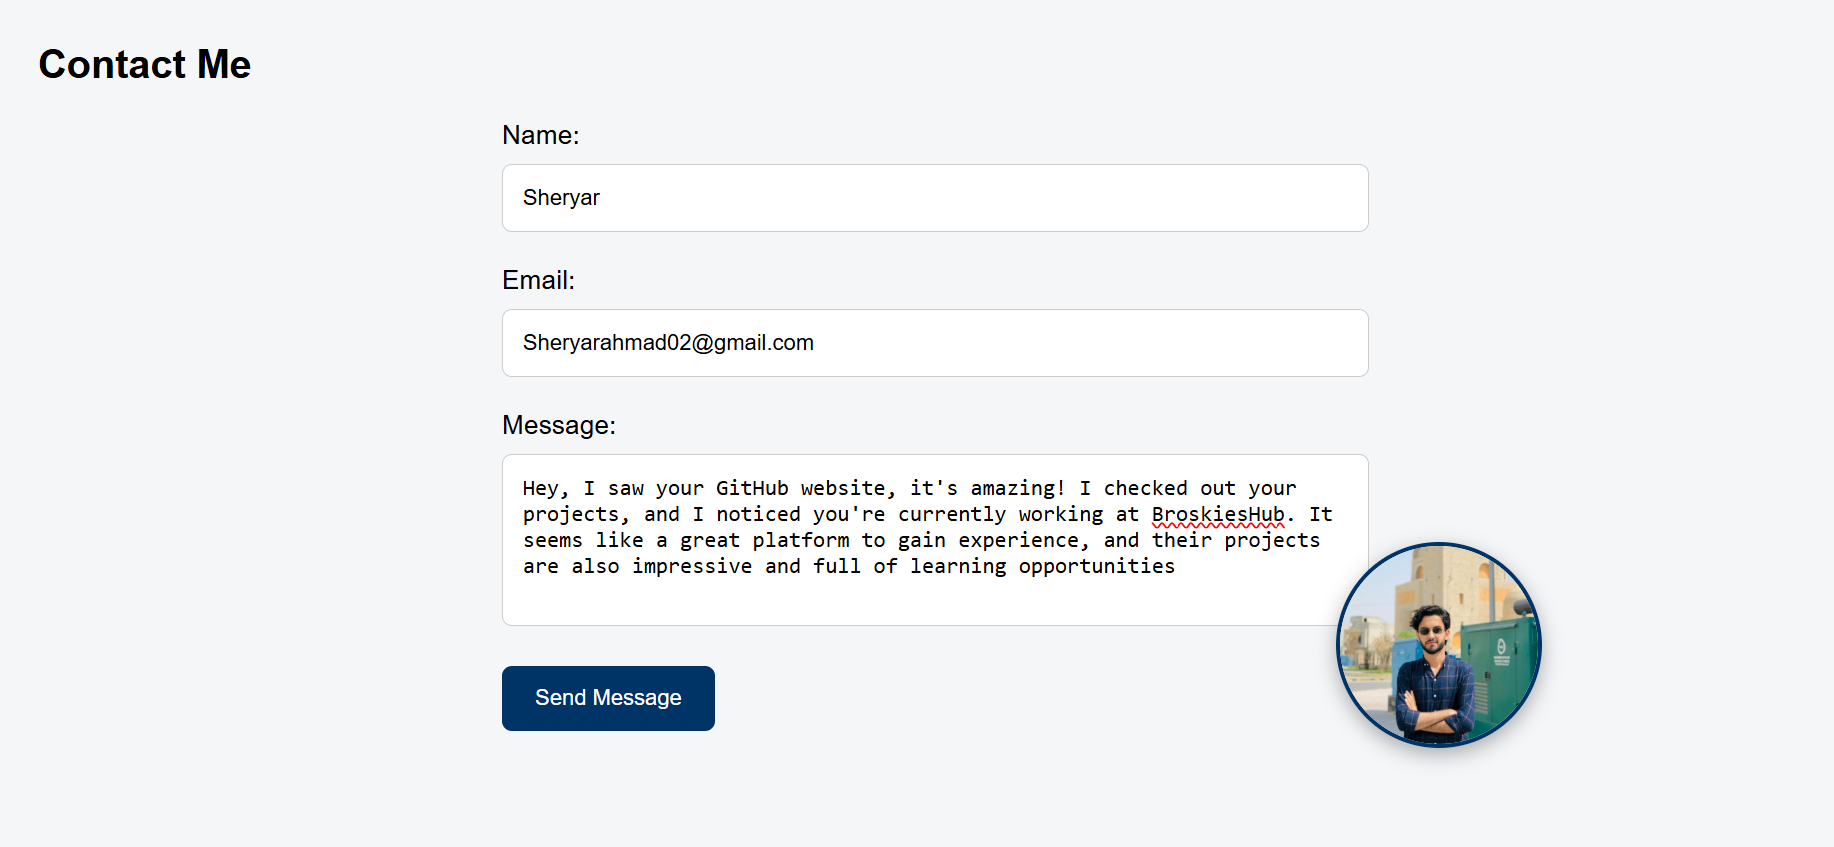 Contact Me
Name:
Sheryar
Email:
Sheryarahmad02@gmail.com
Message:
Hey, I saw your GitHub website, it's amazing! I checked out your
projects, and I noticed you're currently working at BroskiesHub. It
seems like a great platform to gain experience, and their projects
are also impressive and full of learning opportunities
Send Message